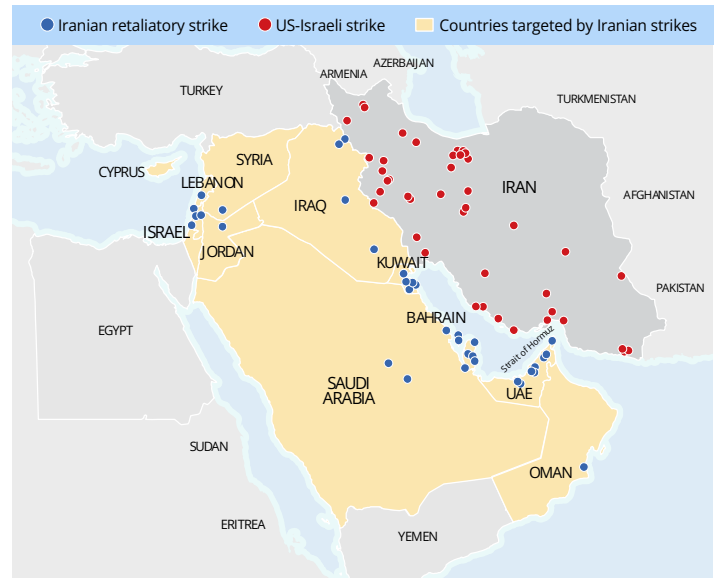 Iranian retaliatory strike
US-Israeli strike
Countries targeted by Iranian strikes
AZERBAIJAN
ARMENIA
TURKEY
TURKMENISTAN
SYRIA
CYPRUS
LEBANON
IRAN
AFGHANISTAN
IRAQ
ISRAEL
JORDAN
KUWAIT
PAKISTAN
BAHRAIN
EGYPT
Strait of Hormuz
SAUDI
ARABIA
UAE
SUDAN
OMAN
ERITREA
YEMEN